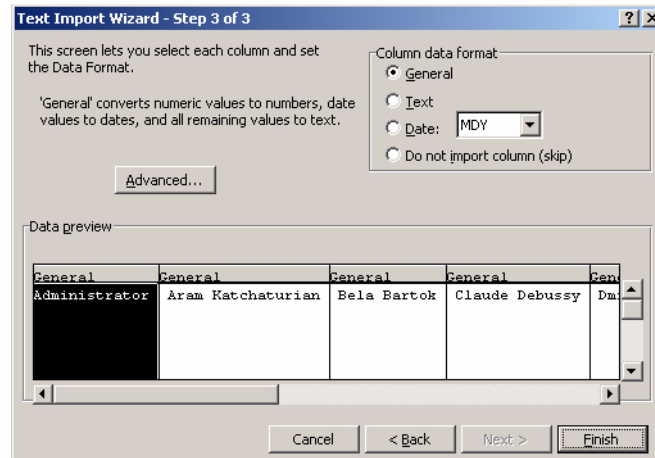 Text Import Wizard - Step 3 of 3
This screen lets you select each column and set
the Data Format.
'General' converts numeric values to numbers, date
values to dates, and all remaining values to text.
Advanced...
Column data format
General
Text
Date: MDY
Do not import column (skip)
Data preview
General General General General Gen
Administrator Aram Katchaturian Bela Bartok Claude Debussy Dm
Cancel < Back Next > Finish